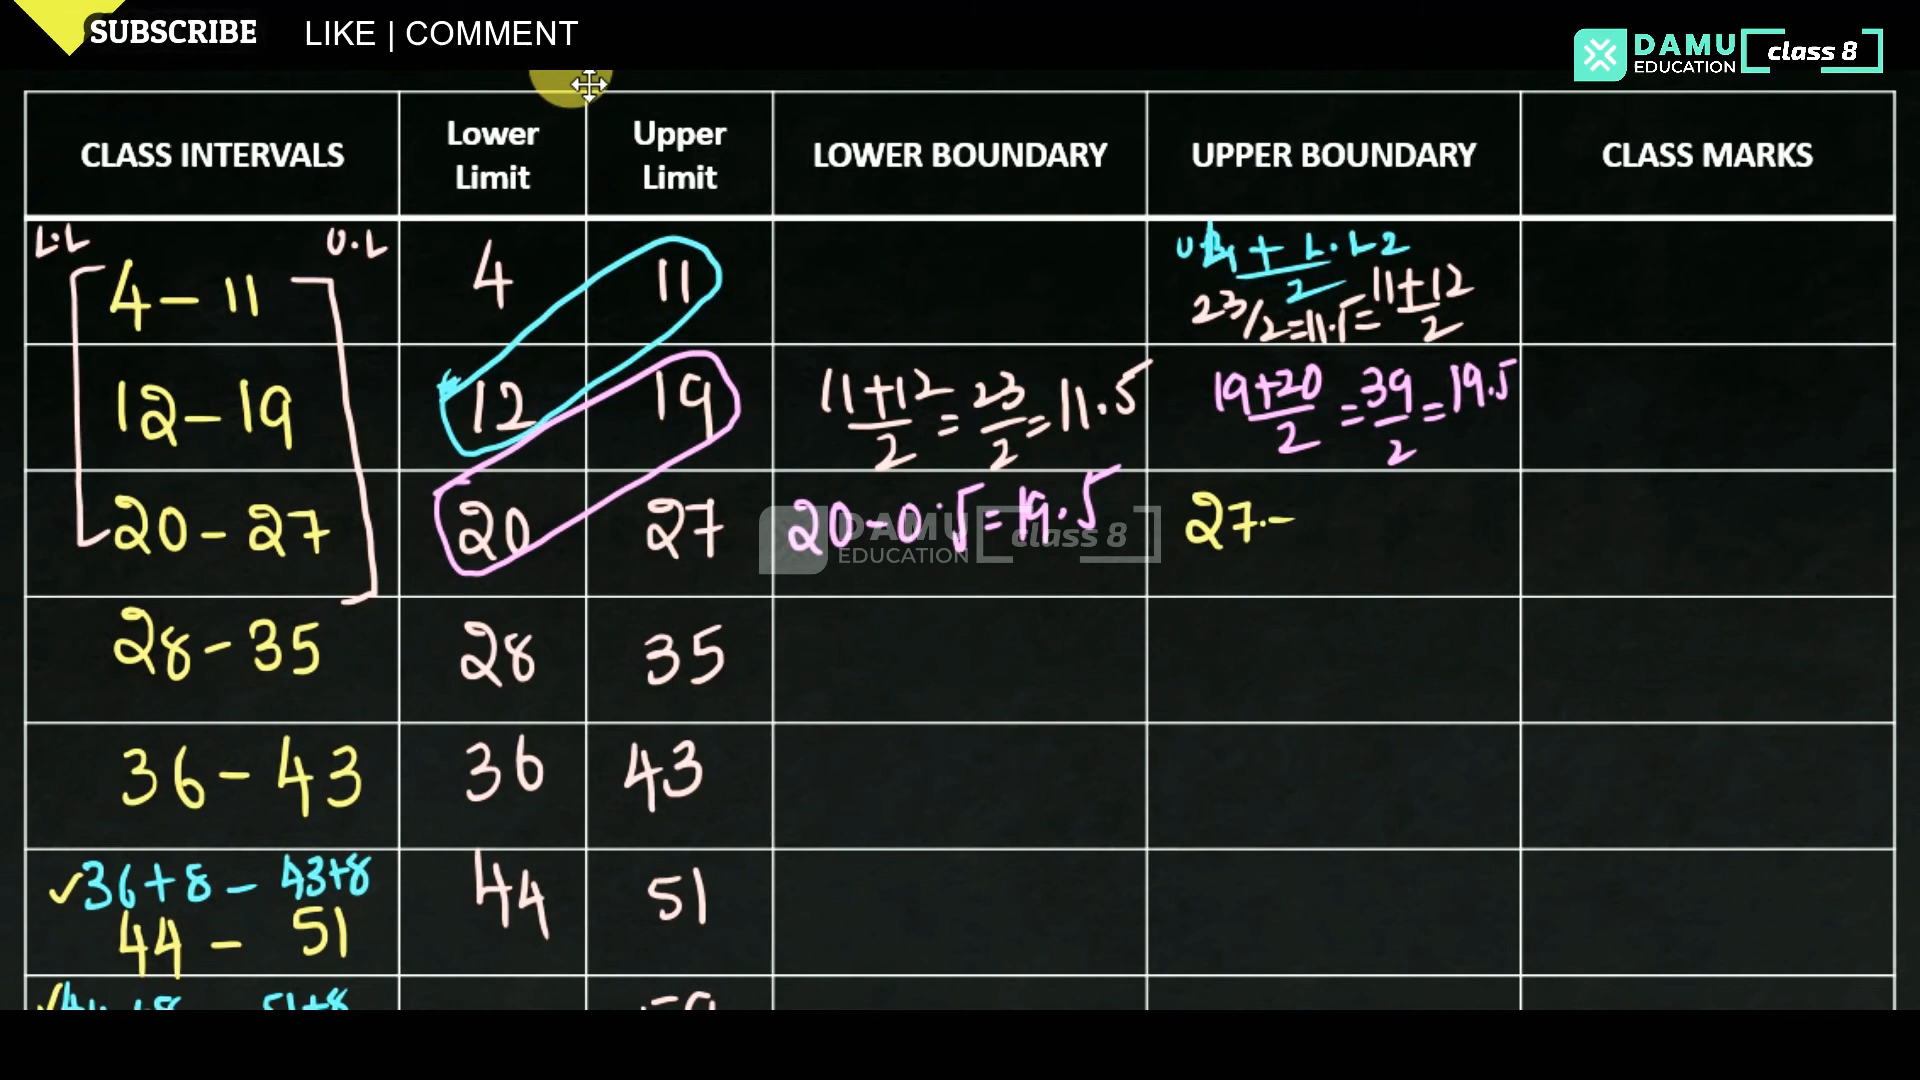 SUBSCRIBE LIKE | COMMENT
DAMU EDUCATION class 8
CLASS INTERVALS
Lower Limit
Upper Limit
LOWER BOUNDARY
UPPER BOUNDARY
CLASS MARKS
L.L U.L
4 – 11
4
11
+ L.L2
2
23/2=11.5= 11+12/2
12 – 19
12
19
11+12/2 = 23/2 = 11.5
19+20/2 = 39/2 = 19.5
20 – 27
20
27
20 – 0.5 = 19.5
27.–
DAMU EDUCATION class 8
28 – 35
28
35
36 – 43
36
43
✓36+8 – 43+8
44 – 51
44
51